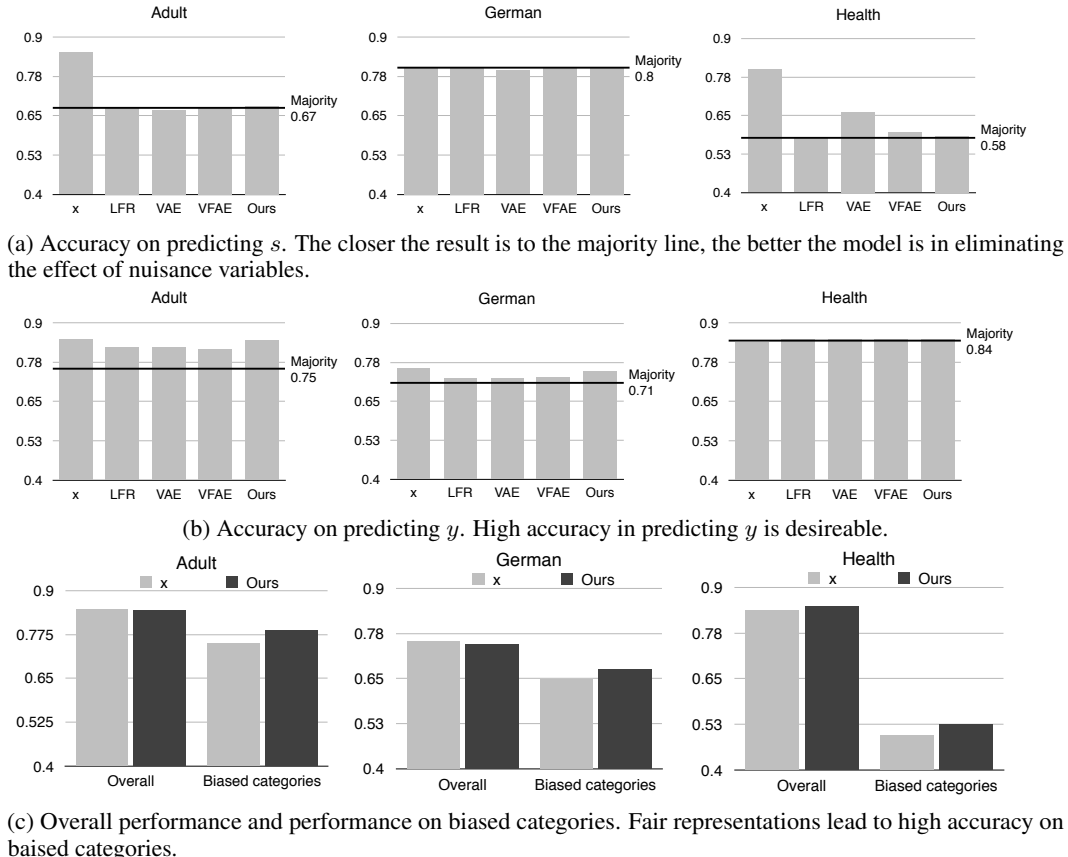 Adult
0.9
0.78
0.65
0.53
0.4
Majority
0.67
x LFR VAE VFAE Ours
German
0.9
0.78
0.65
0.53
0.4
Majority
0.8
x LFR VAE VFAE Ours
Health
0.9
0.78
0.65
0.53
0.4
Majority
0.58
x LFR VAE VFAE Ours
(a) Accuracy on predicting s. The closer the result is to the majority line, the better the model is in eliminating
the effect of nuisance variables.
Adult
0.9
0.78
0.65
0.53
0.4
Majority
0.75
x LFR VAE VFAE Ours
German
0.9
0.78
0.65
0.53
0.4
Majority
0.71
x LFR VAE VFAE Ours
Health
0.9
0.78
0.65
0.53
0.4
Majority
0.84
x LFR VAE VFAE Ours
(b) Accuracy on predicting y. High accuracy in predicting y is desireable.
Adult
x Ours
0.9
0.775
0.65
0.525
0.4
Overall Biased categories
German
x Ours
0.9
0.78
0.65
0.53
0.4
Overall Biased categories
Health
x Ours
0.9
0.78
0.65
0.53
0.4
Overall Biased categories
(c) Overall performance and performance on biased categories. Fair representations lead to high accuracy on
baised categories.